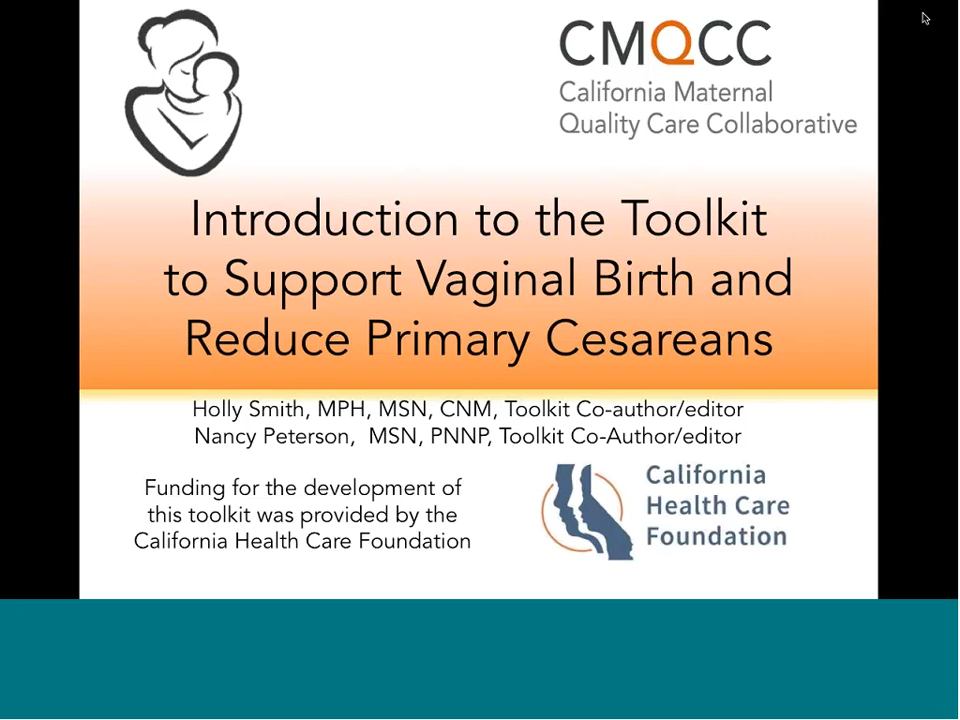 CMQCC
California Maternal
Quality Care Collaborative
Introduction to the Toolkit
to Support Vaginal Birth and
Reduce Primary Cesareans
Holly Smith, MPH, MSN, CNM, Toolkit Co-author/editor
Nancy Peterson,  MSN, PNNP, Toolkit Co-Author/editor
Funding for the development of
this toolkit was provided by the
California Health Care Foundation
California
Health Care
Foundation